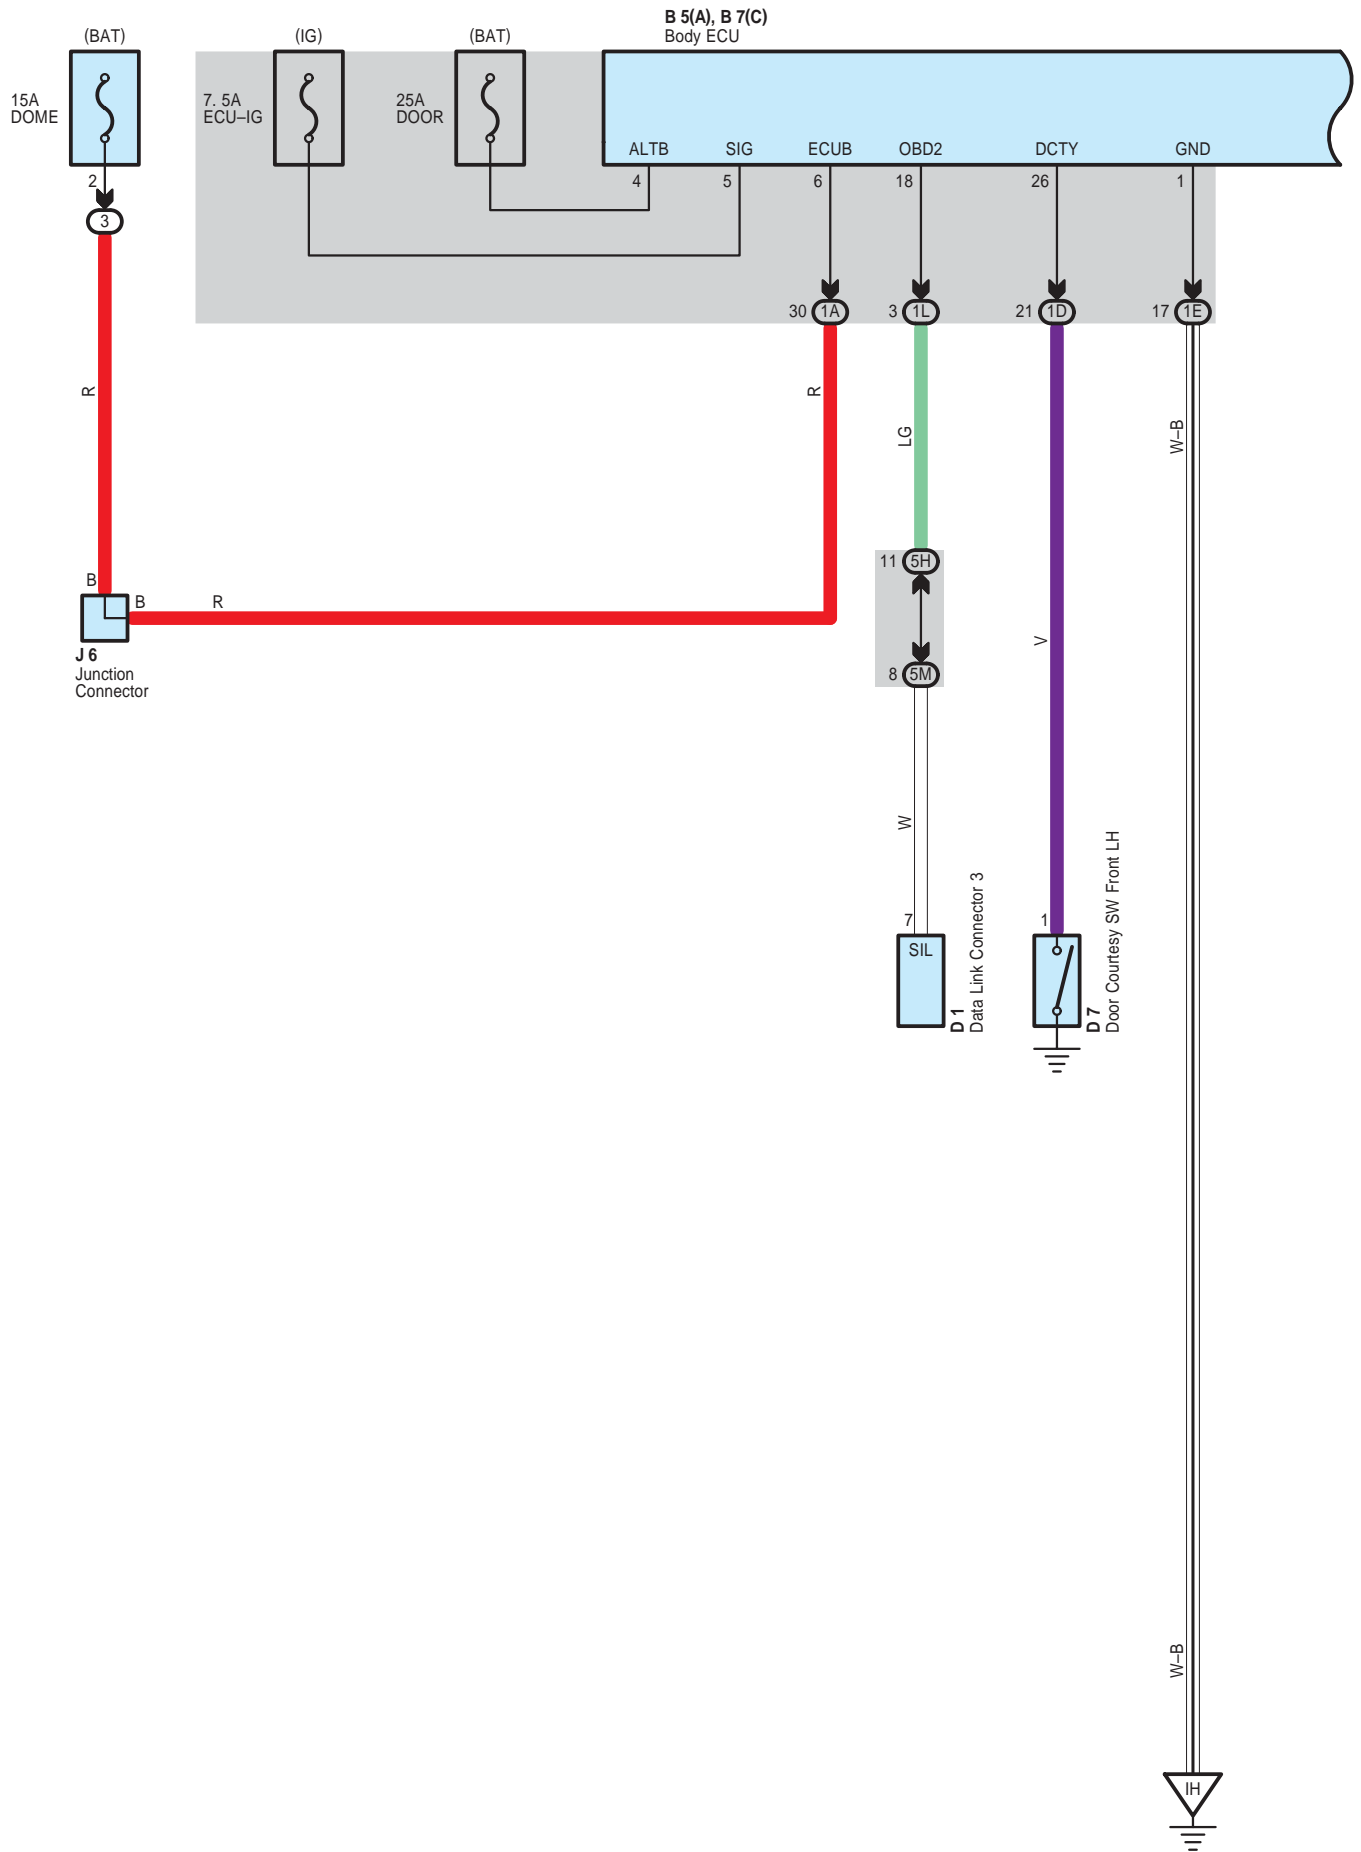 B 5(A), B 7(C)
Body ECU
(BAT)
(IG)
(BAT)
15A
DOME
7. 5A
ECU–IG
25A
DOOR
ALTB
SIG
ECUB
OBD2
DCTY
GND
2
4
5
6
18
26
1
3
30
1A
3
1L
21
1D
17
1E
R
R
LG
W–B
11
5H
B
B
R
J 6
Junction
Connector
8
5M
V
W
7
SIL
D 1
Data Link Connector 3
1
D 7
Door Courtesy SW Front LH
W–B
IH